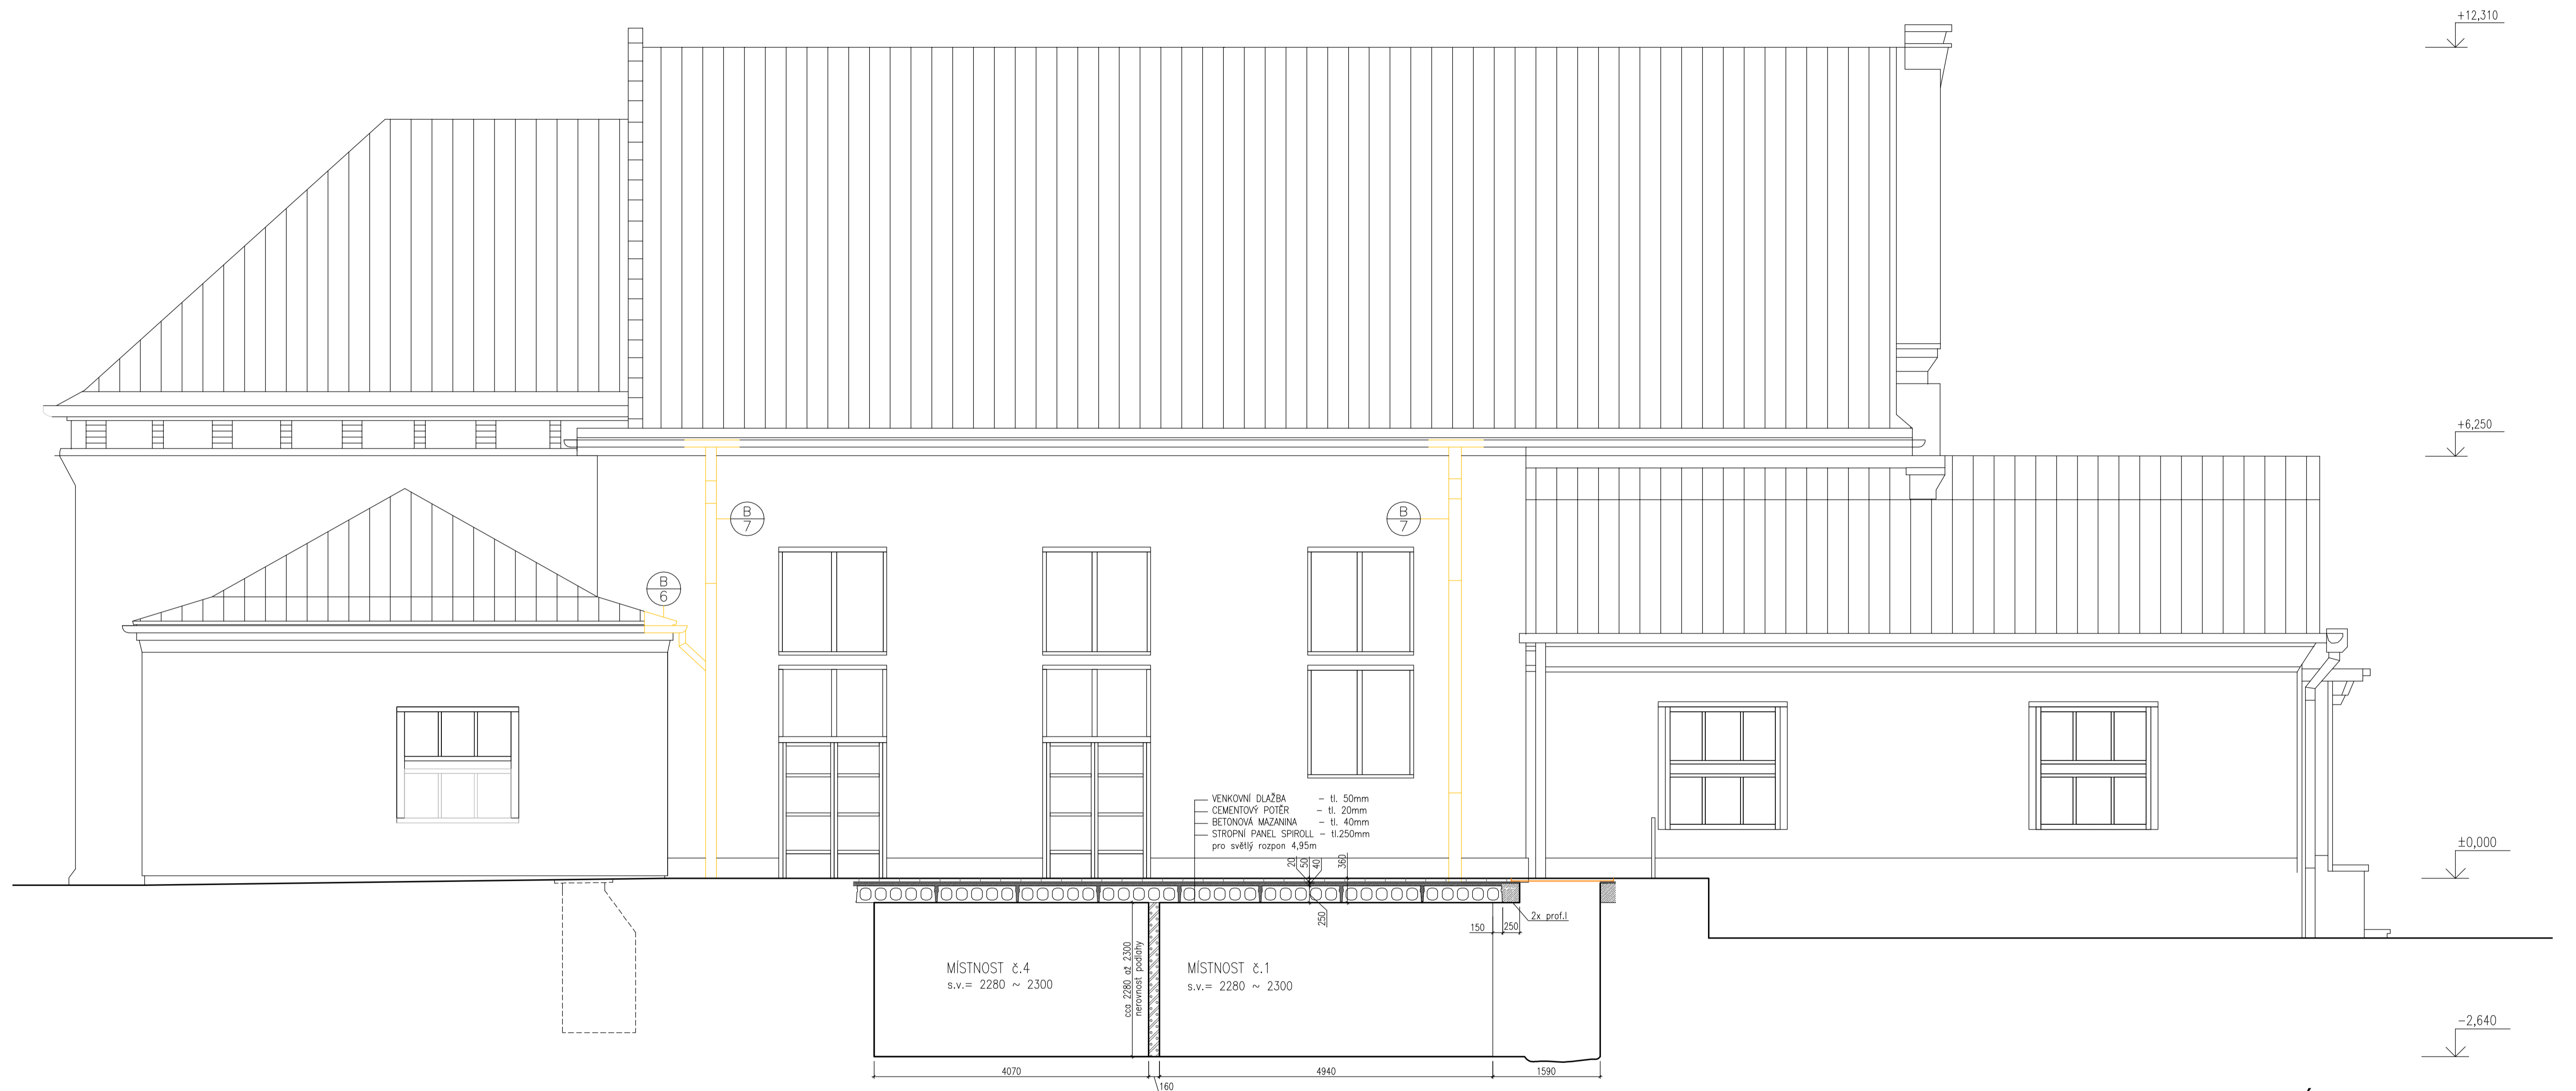 +12,310
+6,250
B
7
B
7
B
6
VENKOVNÍ DLAŽBA – tl. 50mm
CEMENTOVÝ POTĚR – tl. 20mm
BETONOVÁ MAZANINA – tl. 40mm
STROPNÍ PANEL SPIROLL – tl.250mm
pro světlý rozpon 4,95m
±0,000
20
50
40
360
250
2x prof.I
150
250
MÍSTNOST č.4
s.v.= 2280 ~ 2300
cca 2280 až 2300
nerovnost podlahy
MÍSTNOST č.1
s.v.= 2280 ~ 2300
-2,640
4070
160
4940
1590